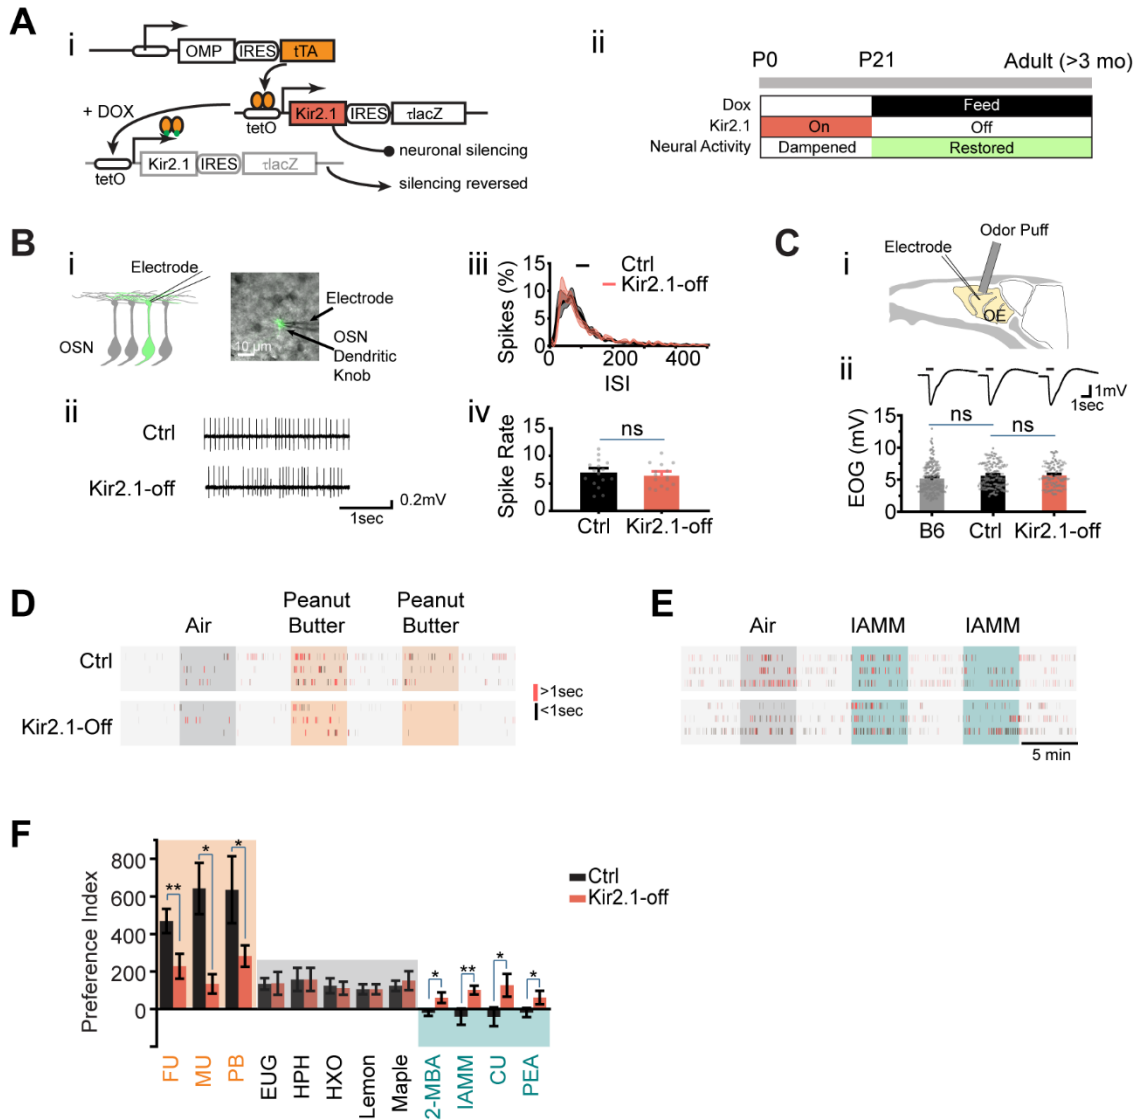 A
i
OMP
IRES
tTA
+ DOX
tetO
Kir2.1
IRES
τlacZ
neuronal silencing
tetO
Kir2.1
IRES
τlacZ
silencing reversed
ii
P0
P21
Adult (>3 mo)
Dox
Feed
Kir2.1
On
Off
Neural Activity
Dampened
Restored
B
i
Electrode
OSN
Electrode
OSN
Dendritic
Knob
10 μm
ii
Ctrl
Kir2.1-off
0.2mV
1sec
iii
Spikes (%)
15
10
5
0
0
200
400
ISI
Ctrl
Kir2.1-off
iv
Spike Rate
15
10
5
0
ns
Ctrl
Kir2.1-off
C
i
Odor Puff
Electrode
OE
ii
1mV
1sec
EOG (mV)
15
10
5
0
ns
ns
B6
Ctrl
Kir2.1-off
D
Air
Peanut
Butter
Peanut
Butter
Ctrl
Kir2.1-Off
>1sec
<1sec
E
Air
IAMM
IAMM
5 min
F
Preference Index
800
600
400
200
0
**
*
*
*
**
*
*
Ctrl
Kir2.1-off
FU
MU
PB
EUG
HPH
HXO
Lemon
Maple
2-MBA
IAMM
CU
PEA